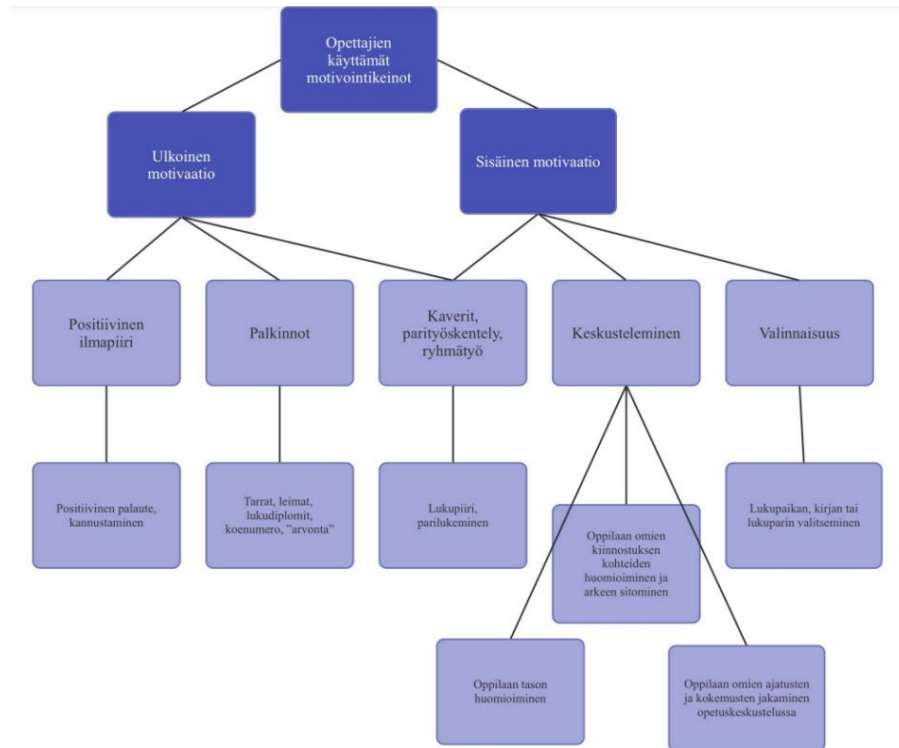 Opettajien
käyttämät
motivointikeinot
Ulkoinen
motivaatio
Sisäinen motivaatio
Positiivinen
ilmapiiri
Palkinnot
Kaverit,
parityöskentely,
ryhmätyö
Keskusteleminen
Valinnaisuus
Positiivinen palaute,
kannustaminen
Tarrat, leimat,
lukudiplomit,
koenumero, ”arvonta”
Lukupiiri,
parilukeminen
Oppilaan omien
kiinnostuksen
kohteiden
huomioiminen ja
arkeen sitominen
Lukupaikan, kirjan tai
lukuparin valitseminen
Oppilaan tason
huomioiminen
Oppilaan omien ajatusten
ja kokemusten jakaminen
opetuskeskustelussa